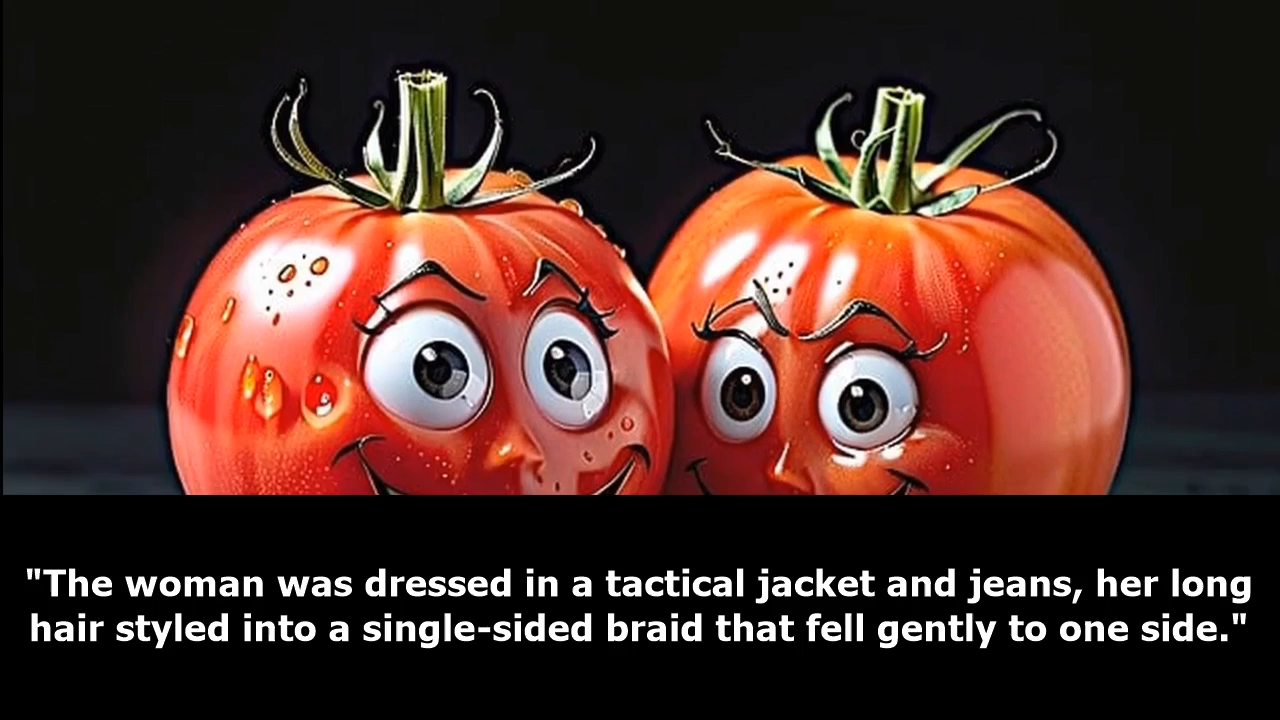 "The woman was dressed in a tactical jacket and jeans, her long
hair styled into a single-sided braid that fell gently to one side."